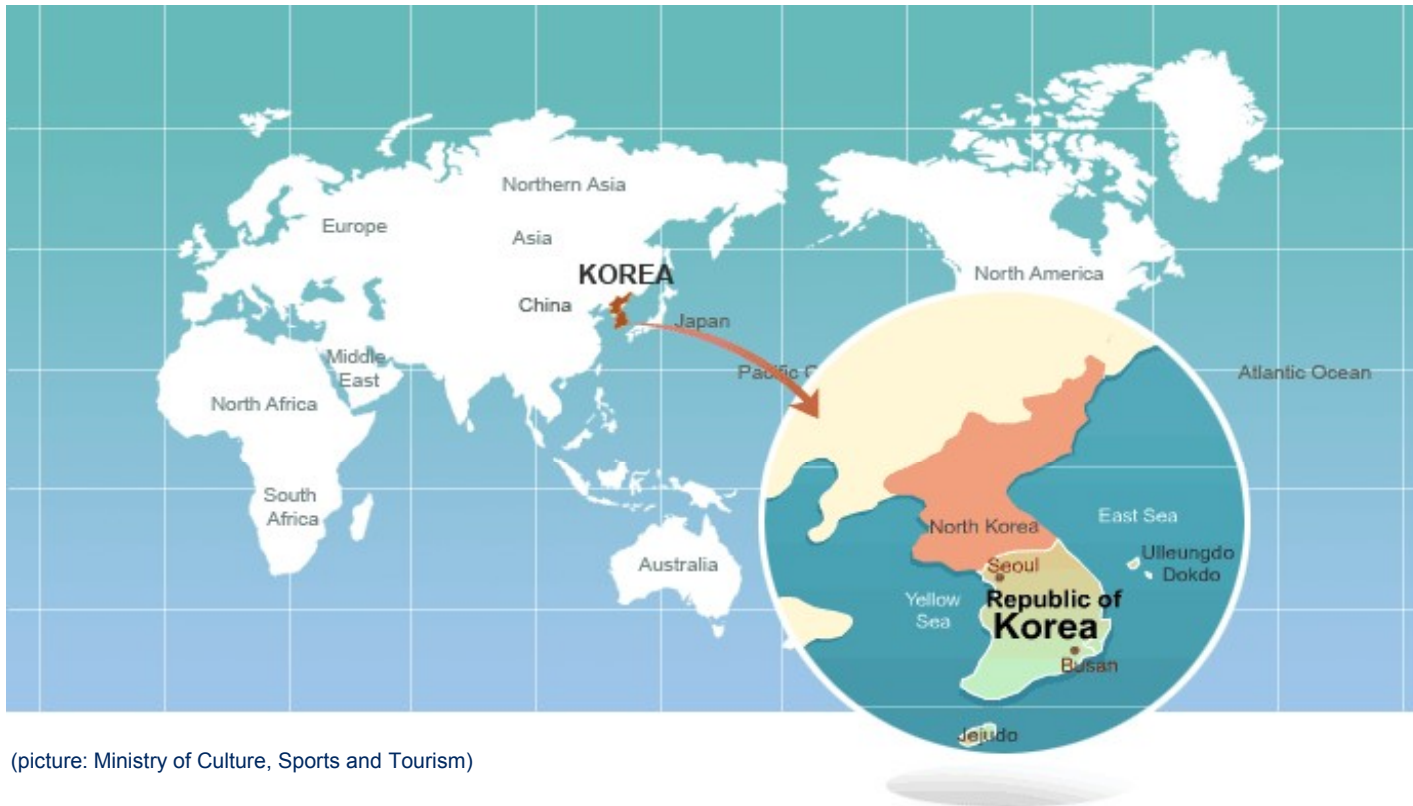 Northern Asia
Europe
Asia
KOREA
North America
China
Japan
Middle
East
Pacific
Atlantic Ocean
North Africa
South
Africa
Australia
North Korea
East Sea
Ulleungdo
Dokdo
Seoul
Yellow
Sea
Republic of
Korea
Busan
Jejudo
(picture: Ministry of Culture, Sports and Tourism)